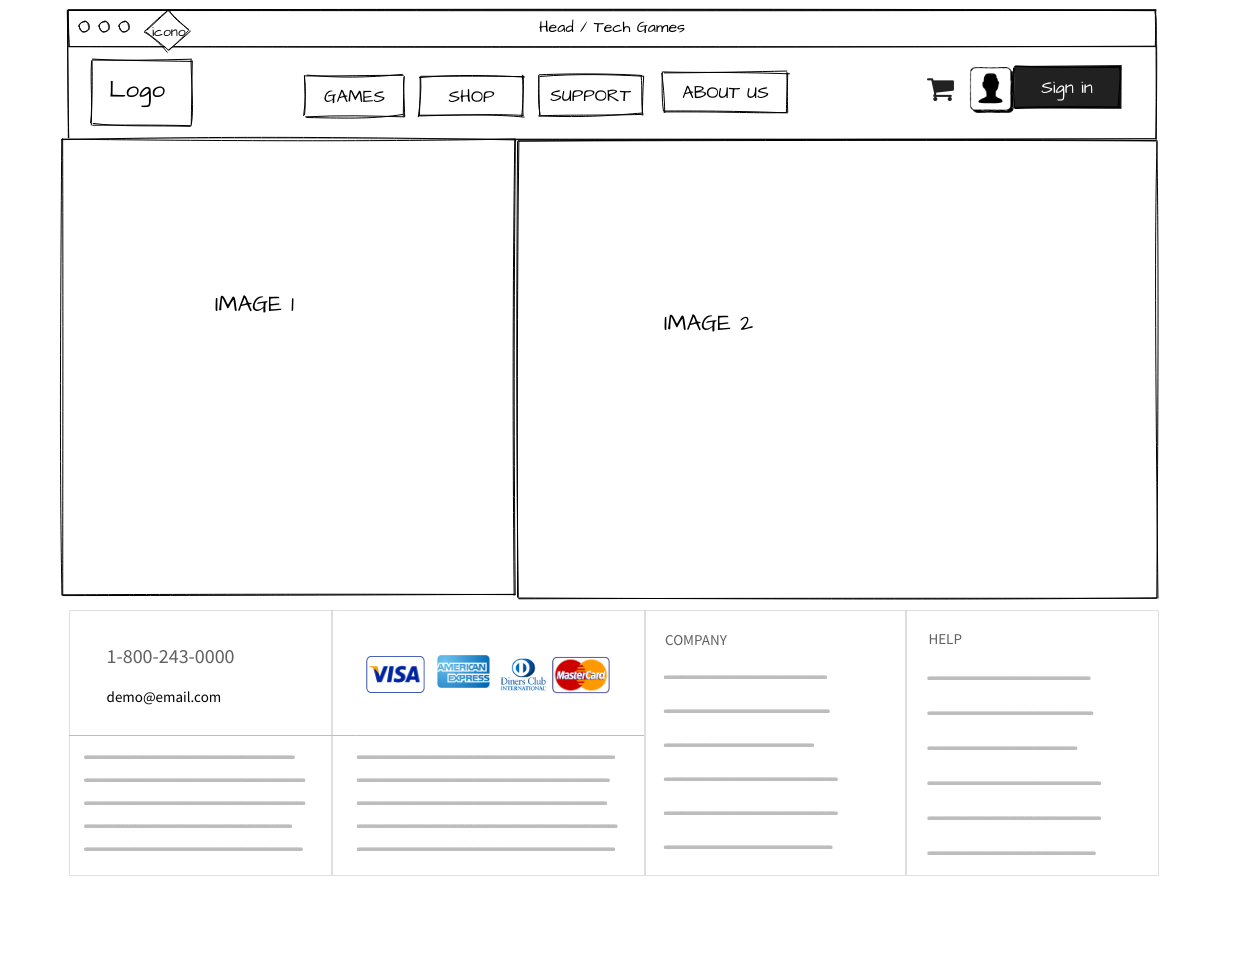 icono
Head / Tech Games
Logo
GAMES
SHOP
SUPPORT
ABOUT US
Sign in
IMAGE 1
IMAGE 2
1-800-243-0000
demo@email.com
VISA
AMERICAN
EXPRESS
Diners Club
INTERNATIONAL
MasterCard
COMPANY
HELP